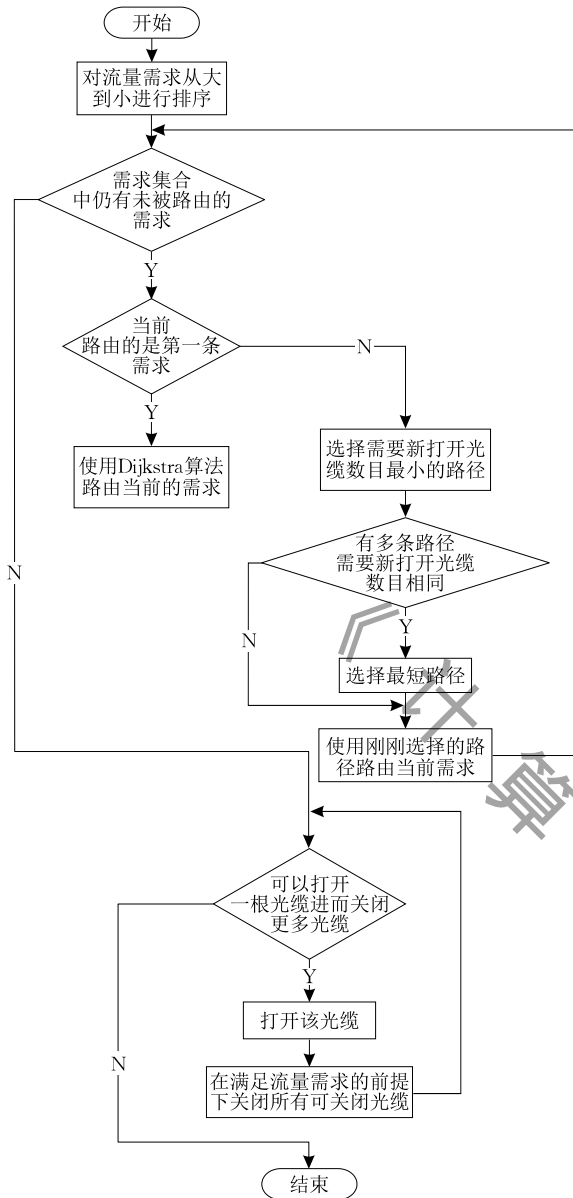 开始
对流量需求从大
到小进行排序
需求集合
中仍有未被路由的
需求
Y
当前
路由的是第一条
需求
N
Y
使用Dijkstra算法
路由当前的需求
选择需要新打开光
缆数目最小的路径
有多条路径
需要新打开光缆
数目相同
N
N
Y
选择最短路径
使用刚刚选择的路
径路由当前需求
《计算
可以打开
一根光缆进而关闭
更多光缆
Y
打开该光缆
N
在满足流量需求的前提
下关闭所有可关闭光缆
结束